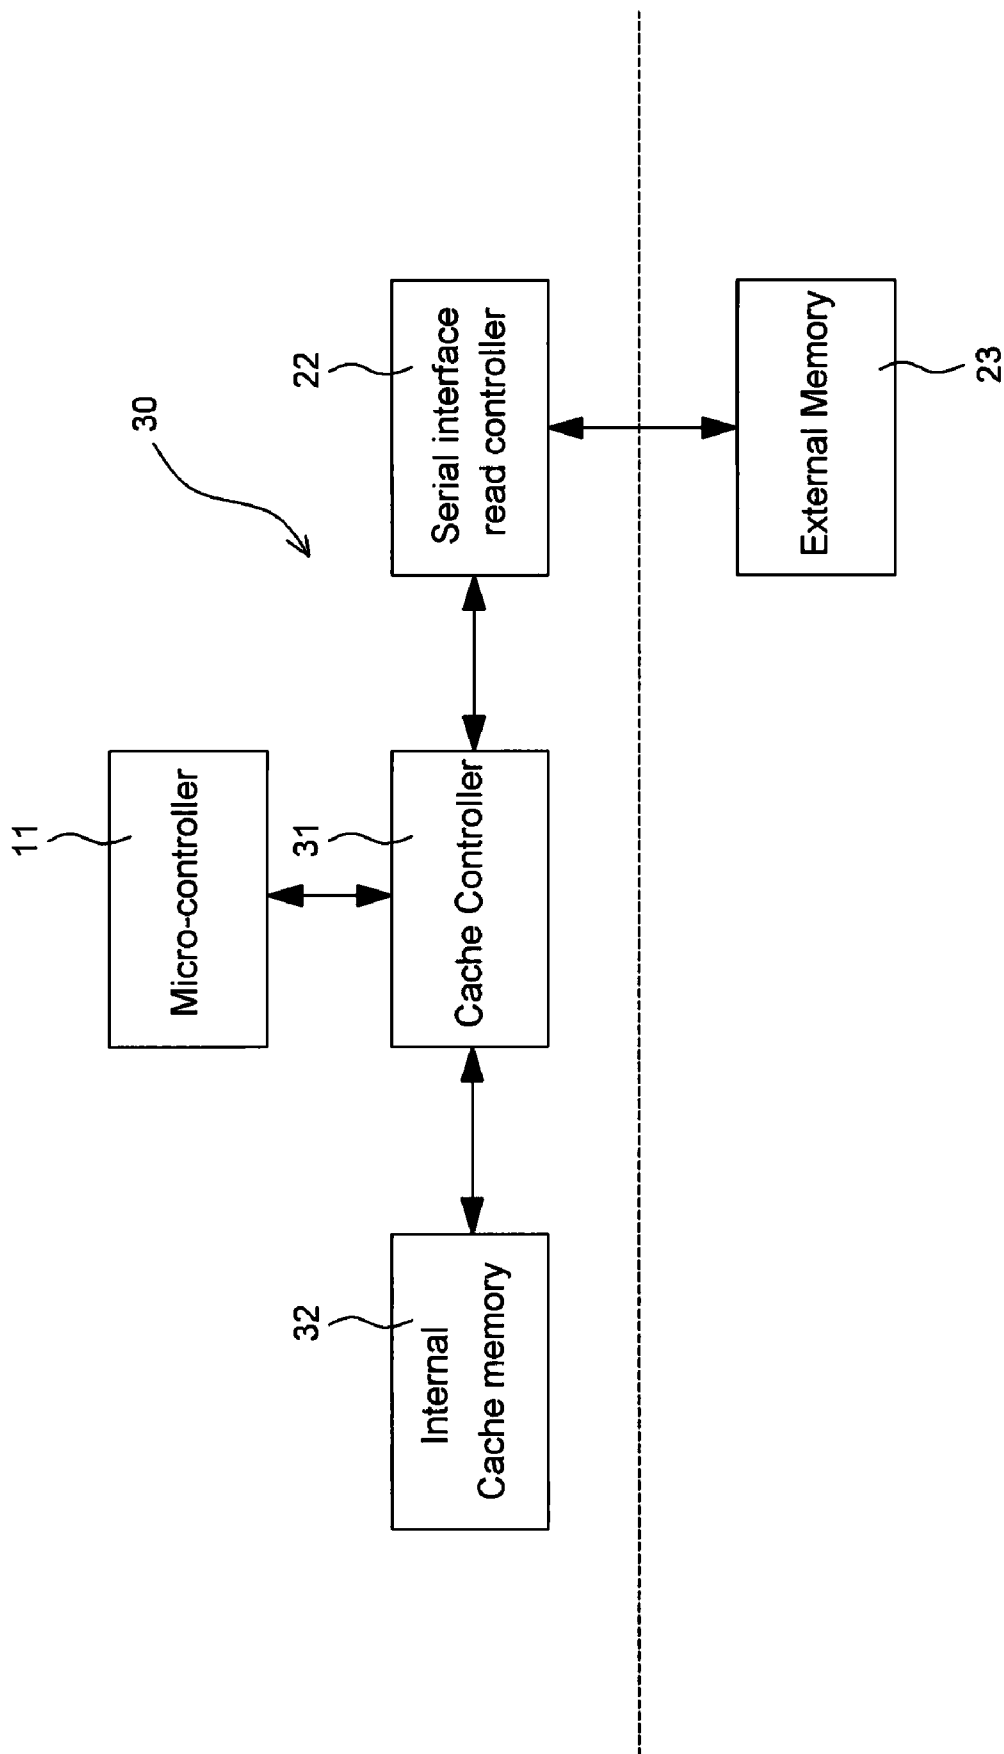 11
30
Micro-controller
32
31
22
Internal
Cache memory
Cache Controller
Serial interface
read controller
External Memory
23